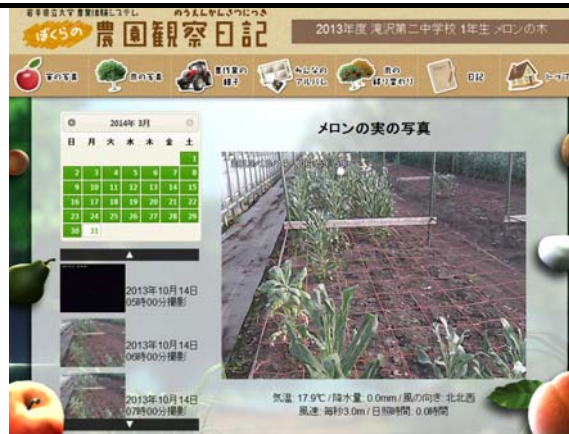 岩手県立大学 農業体験システム
のうえんかんさつにっき
ぼくらの 農園観察日記
2013年度 滝沢第二中学校 1年生 メロンの木
実の写真
木の写真
農作業の様子
みんなのアルバム
木の移り変わり
日記
トップ
2014年 3月
日 月 火 水 木 金 土
1
2 3 4 5 6 7 8
9 10 11 12 13 14 15
16 17 18 19 20 21 22
23 24 25 26 27 28 29
30 31
メロンの実の写真
2013年10月14日
05時00分撮影
2013年10月14日
06時00分撮影
2013年10月14日
07時00分撮影
気温: 17.9℃ / 降水量: 0.0mm / 風の向き: 北北西
風速: 毎秒3.0m / 日照時間: 0.0時間